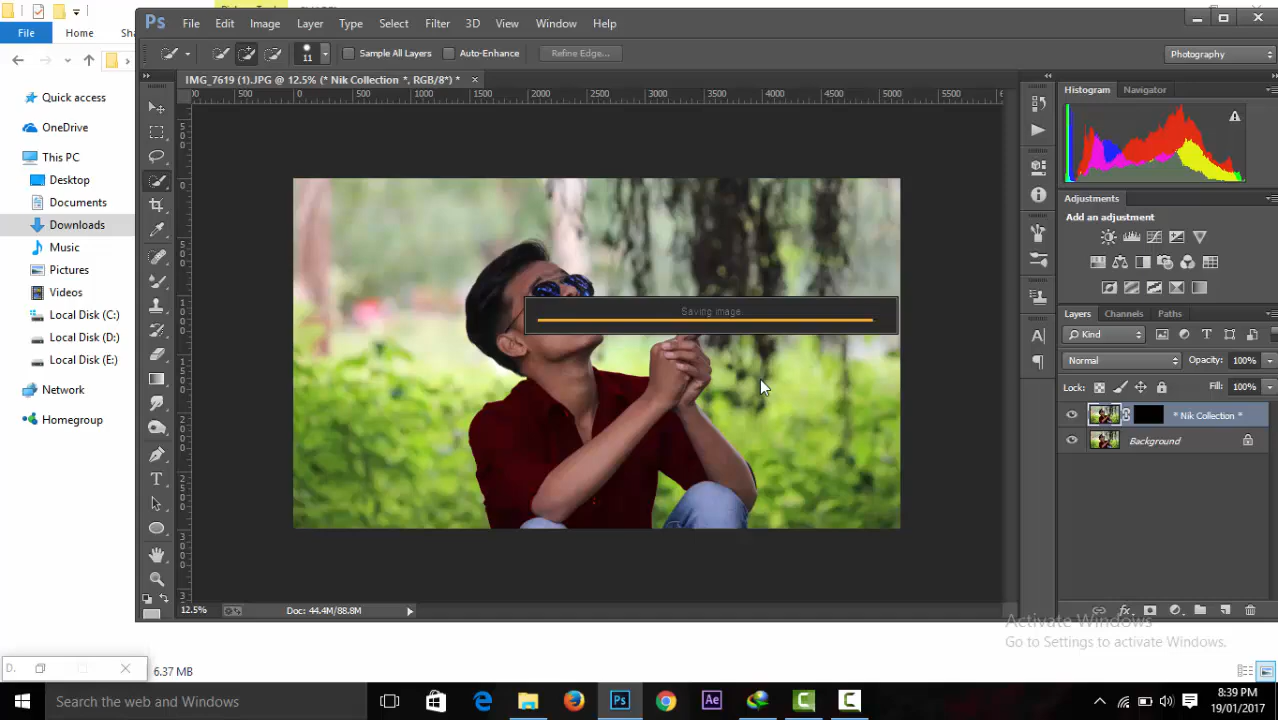 File
Home
Sha
Quick access
OneDrive
This PC
Desktop
Documents
Downloads
Music
Pictures
Videos
Local Disk (C:)
Local Disk (D:)
Local Disk (E:)
Network
Homegroup
D.
6.37 MB
Ps File Edit Image Layer Type Select Filter 3D View Window Help
11 Sample All Layers Auto-Enhance Refine Edge... Photography
IMG_7619 (1).JPG @ 12.5% (* Nik Collection *, RGB/8*) * ×
500 0 500 1000 1500 2000 2500 3000 3500 4000 4500 5000
Saving image
12.5% Doc: 44.4M/88.8M
Histogram Navigator
Adjustments
Add an adjustment
Layers Channels Paths
Kind
Normal Opacity: 100%
Lock: Fill: 100%
* Nik Collection *
Background
Activate Windows
Go to Settings to activate Windows.
Search the web and Windows
Ps
Ae
8:39 PM
19/01/2017